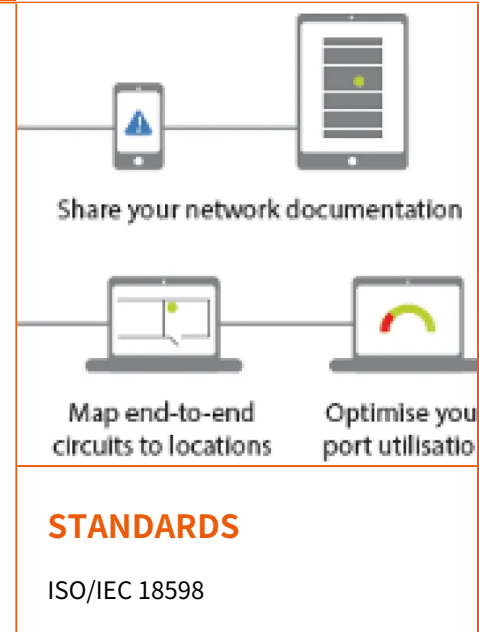 Share your network documentation
Map end-to-end
circuits to locations
Optimise you
port utilisatio
STANDARDS
ISO/IEC 18598